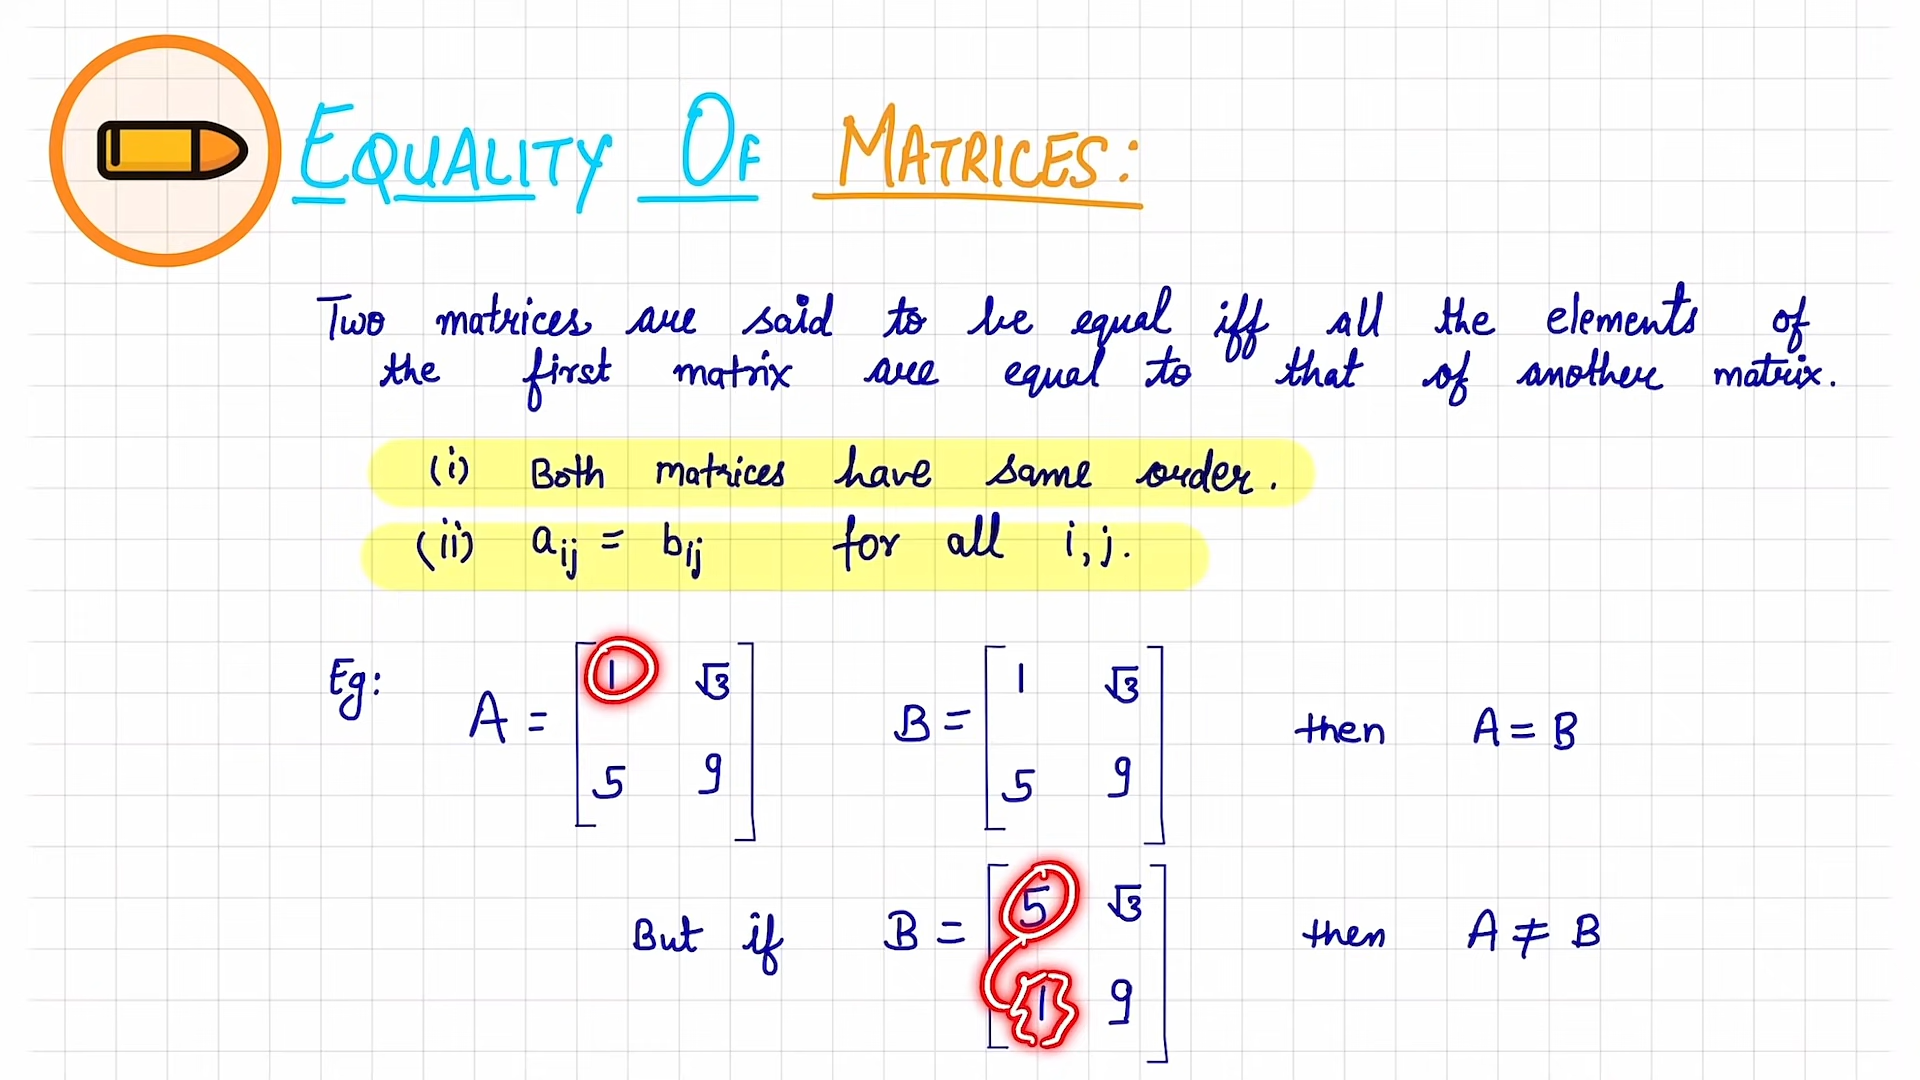 EQUALITY OF MATRICES:
Two matrices are said to be equal iff all the elements of
the first matrix are equal to that of another matrix.
(i) Both matrices have same order.
(ii) aᵢⱼ = bᵢⱼ for all i, j.
Eg: A = [1 √3; 5 9] B = [1 √3; 5 9] then A = B
But if B = [5 √3; 1 9] then A ≠ B